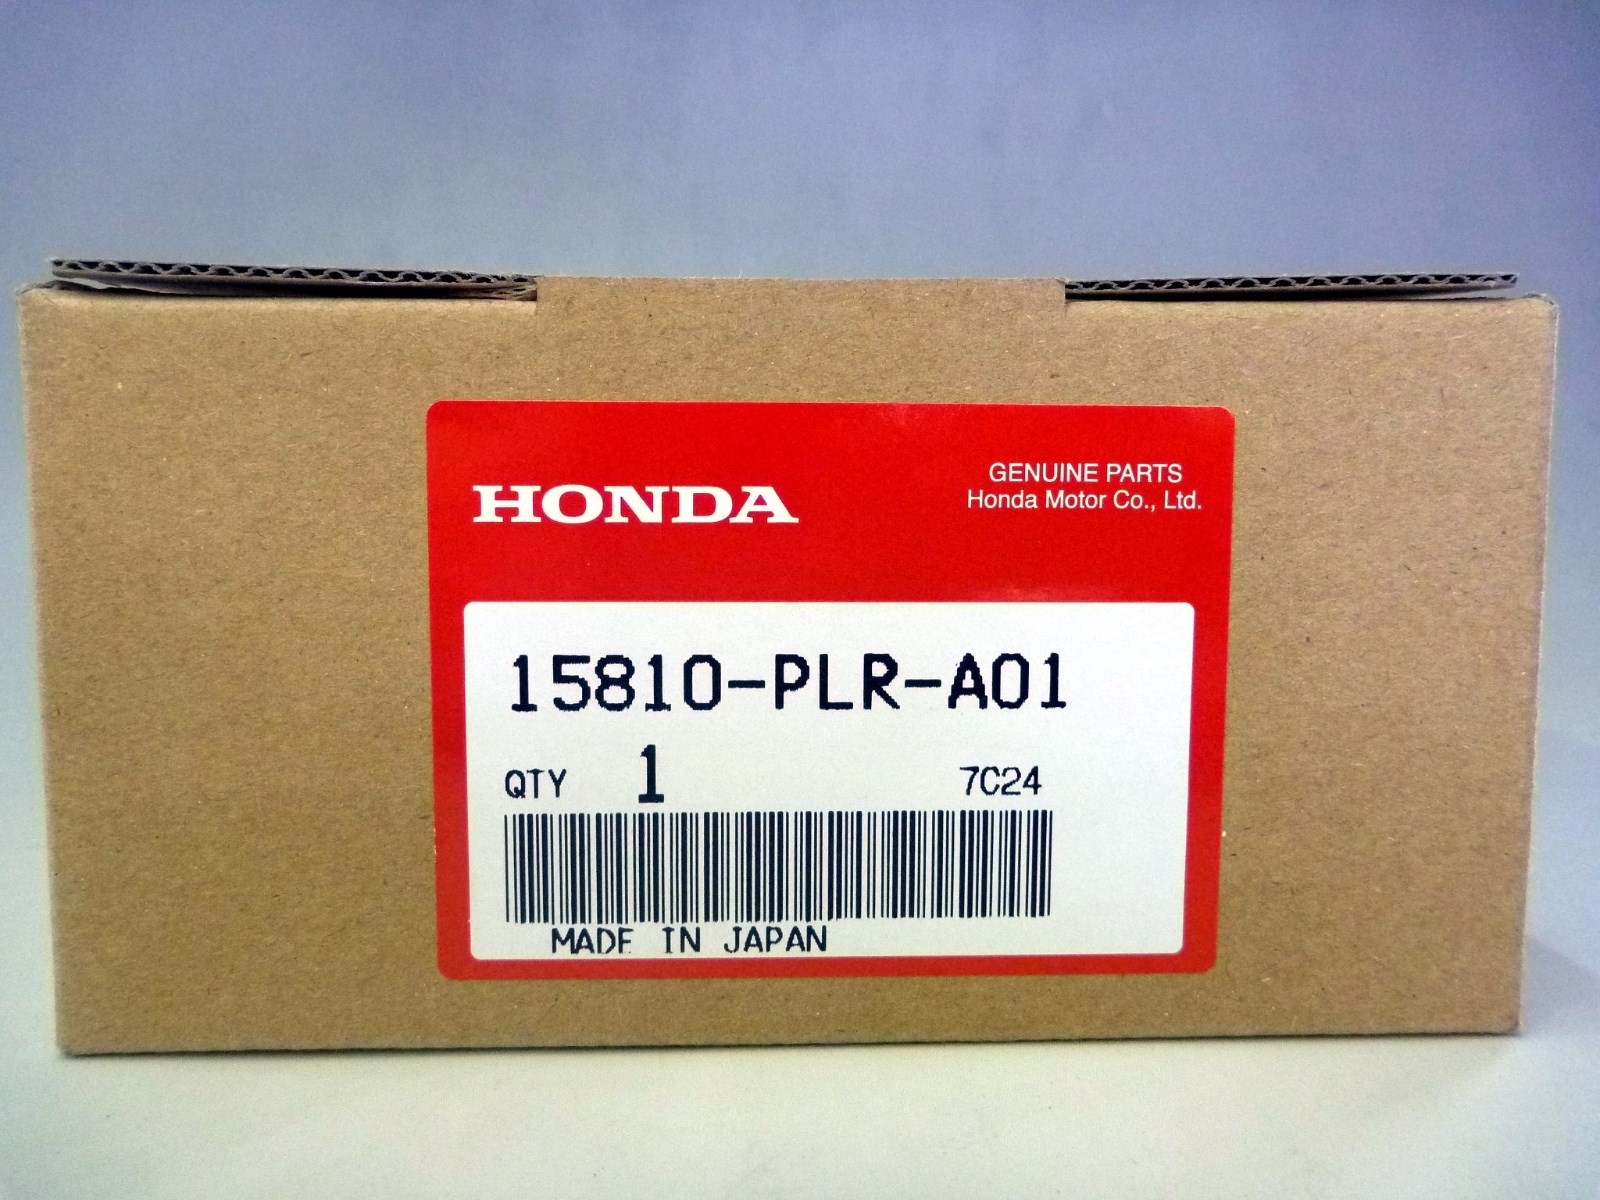 HONDA
GENUINE PARTS
Honda Motor Co., Ltd.
15810-PLR-A01
QTY 1 7C24
MADE IN JAPAN